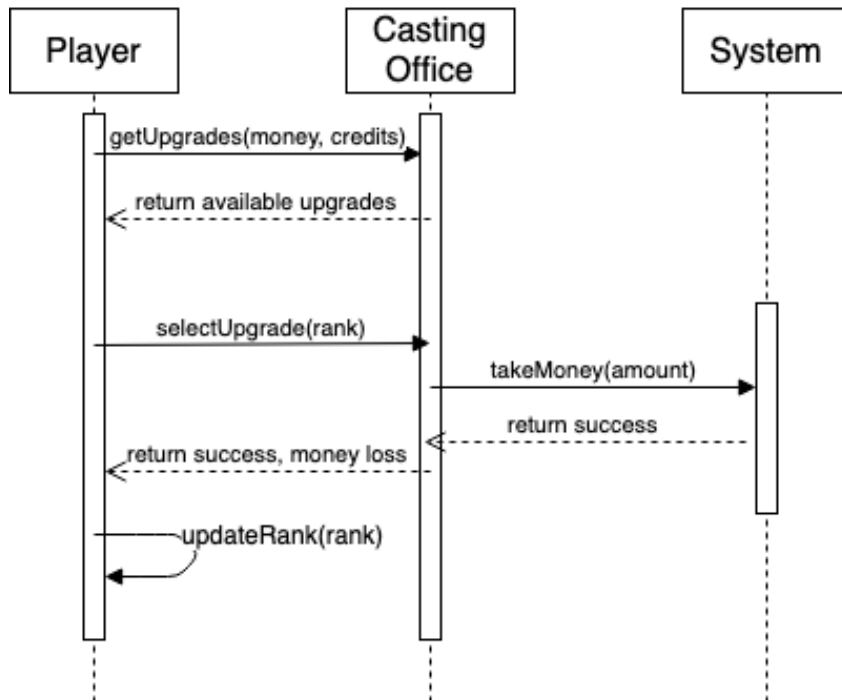 Player
Casting
Office
System
getUpgrades(money, credits)
return available upgrades
selectUpgrade(rank)
takeMoney(amount)
return success
return success, money loss
updateRank(rank)